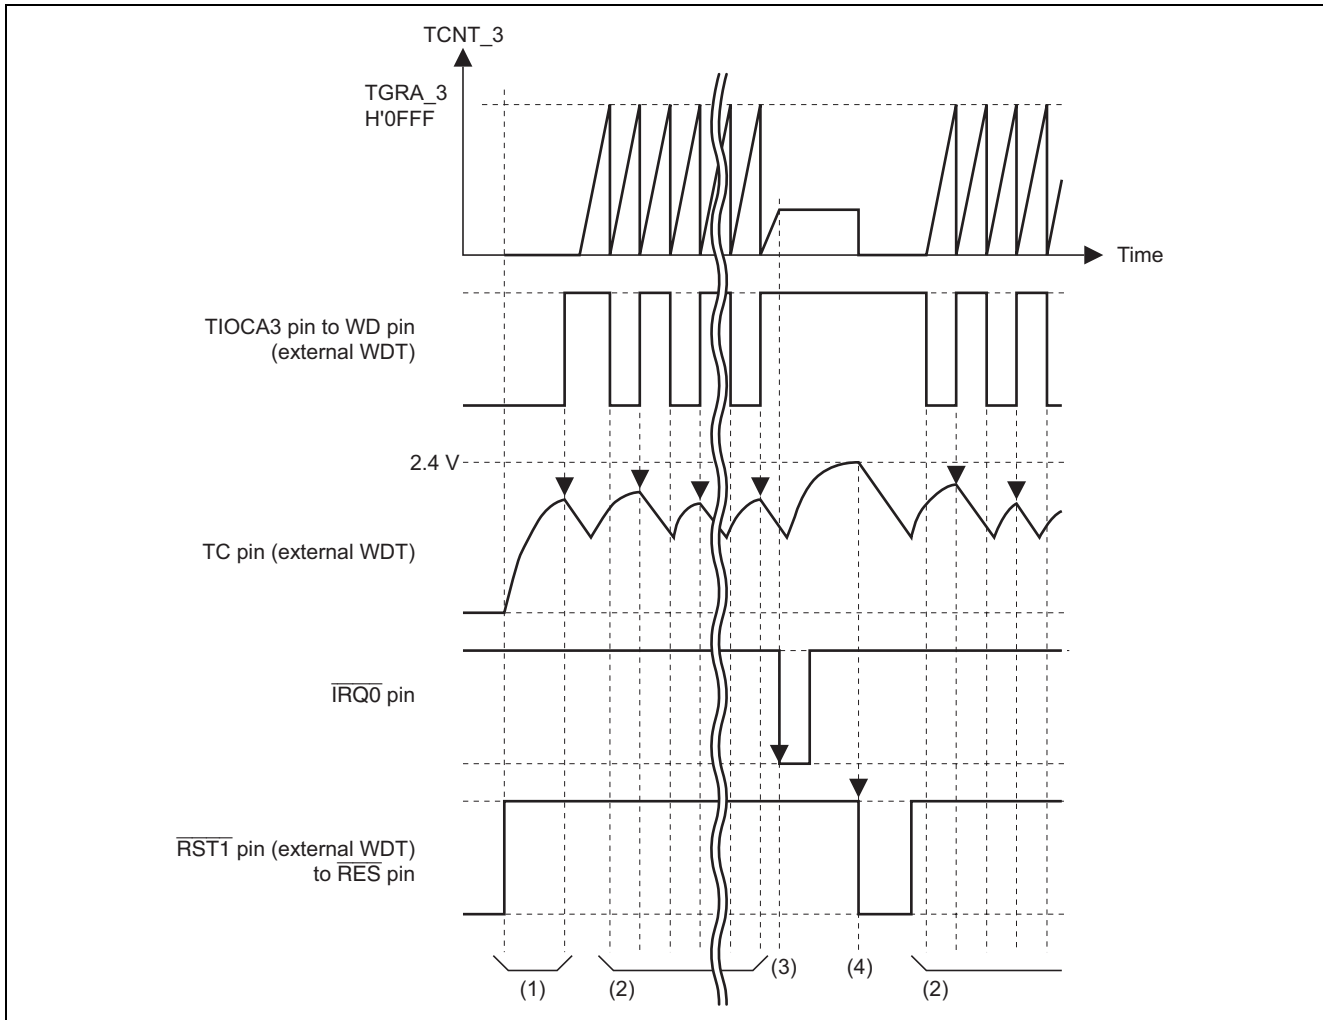 TCNT_3
TGRA_3
H'0FFF
Time
TIOCA3 pin to WD pin
(external WDT)
2.4 V
TC pin (external WDT)
IRQ0 pin
RST1 pin (external WDT)
to RES pin
(1)
(2)
(3)
(4)
(2)